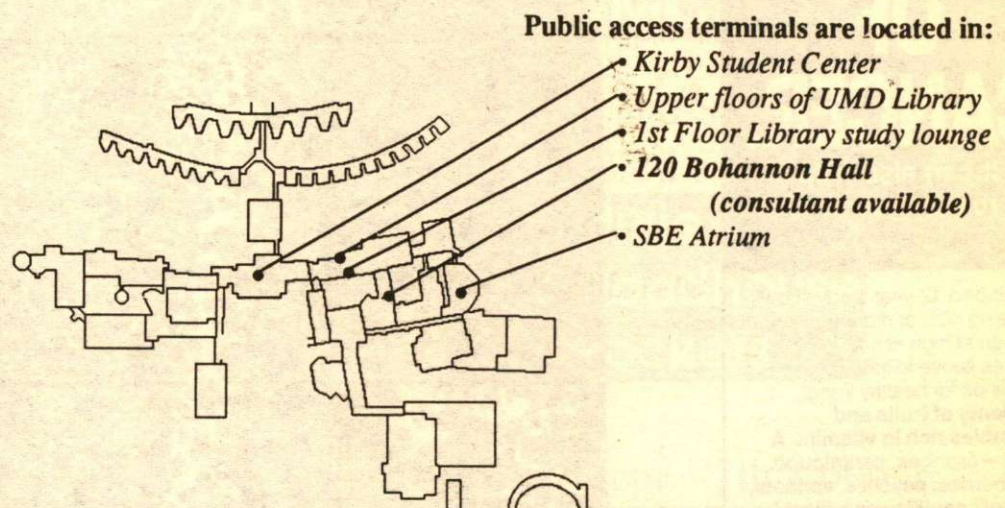 Public access terminals are located in:
• Kirby Student Center
• Upper floors of UMD Library
• 1st Floor Library study lounge
• 120 Bohannon Hall
(consultant available)
• SBE Atrium